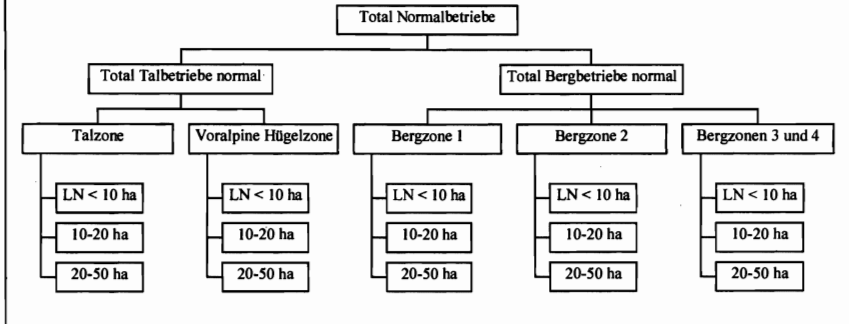 Total Normalbetriebe
Total Talbetriebe normal
Total Bergbetriebe normal
Talzone
Voralpine Hügelzone
Bergzone 1
Bergzone 2
Bergzonen 3 und 4
LN < 10 ha
LN < 10 ha
LN < 10 ha
LN < 10 ha
LN < 10 ha
10-20 ha
10-20 ha
10-20 ha
10-20 ha
10-20 ha
20-50 ha
20-50 ha
20-50 ha
20-50 ha
20-50 ha